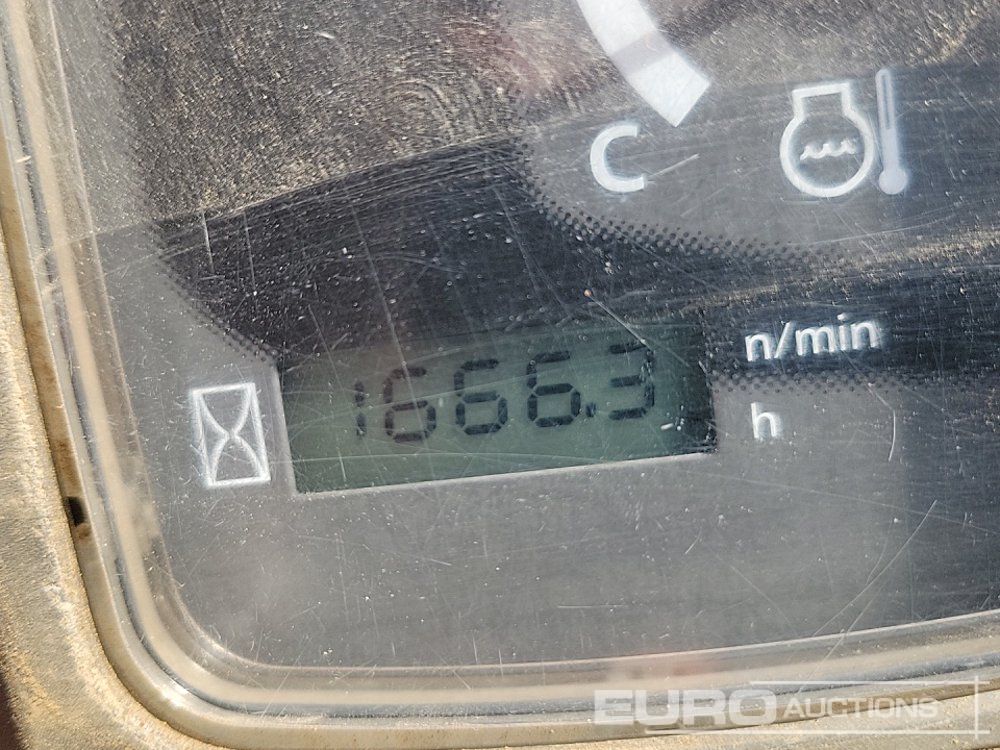 C
n/min
1666.3
h
EURO AUCTIONS